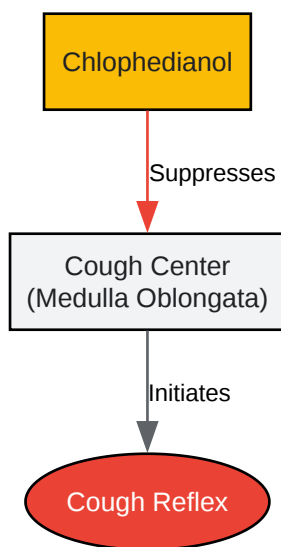 Chlophedianol
Suppresses
Cough Center
(Medulla Oblongata)
Initiates
Cough Reflex